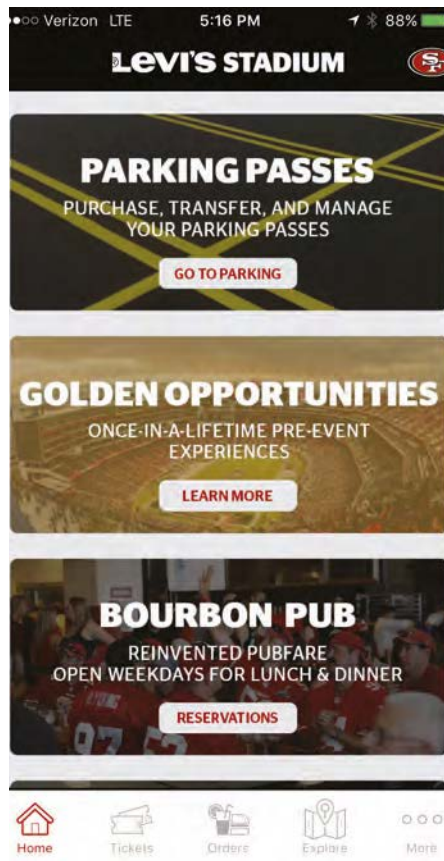 Verizon LTE 5:16 PM 88%
LEVI'S STADIUM SF
PARKING PASSES
PURCHASE, TRANSFER, AND MANAGE
YOUR PARKING PASSES
GO TO PARKING
GOLDEN OPPORTUNITIES
ONCE-IN-A-LIFETIME PRE-EVENT
EXPERIENCES
LEARN MORE
BOURBON PUB
REINVENTED PUBFARE
OPEN WEEKDAYS FOR LUNCH & DINNER
RESERVATIONS
Home Tickets Orders Explore More